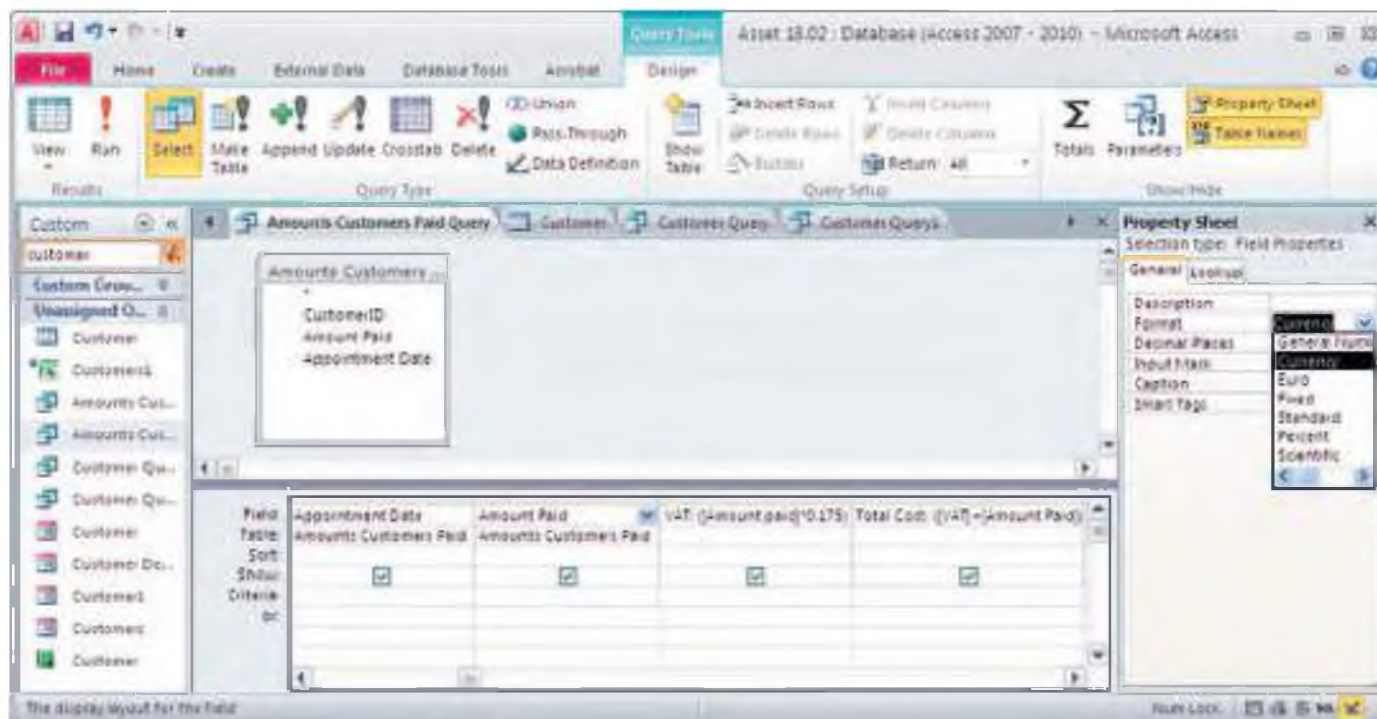 Query Tools
Asset 18.02 : Database (Access 2007 - 2010) - Microsoft Access
File Home Create External Data Database Tools Acrobat Design
View
Run
Select
Make Table
Append Update Crosstab Delete
Union
Pass-Through
Data Definition
Show Table
Insert Rows
Delete Rows
Builder
Insert Columns
Delete Columns
Return: All
Totals Parameters
Property Sheet
Table Names
Results
Query Type
Query Setup
Show/Hide
Custom
customer
Custom Grou...
Unassigned O...
Customer
Customers1
Amounts Cus...
Amounts Cus...
Customer Qu...
Customer Qu...
Customer
Customer De...
Customer1
Customers
Customer
Amounts Customers Paid Query
Customer
Customer Query
Customer Query1
Amounts Customers ...
*
CustomerID
Amount Paid
Appointment Date
Field: Appointment Date Amount Paid VAT: ([Amount paid]*0.175) Total Cost: ([VAT]+[Amount Paid])
Table: Amounts Customers Paid Amounts Customers Paid
Sort:
Show:
Criteria:
or:
Property Sheet
Selection type: Field Properties
General Lookup
Description
Format Currency
Decimal Places
Input Mask
Caption
Smart Tags
General Num
Currency
Euro
Fixed
Standard
Percent
Scientific
The display layout for the field
Num Lock
SQL